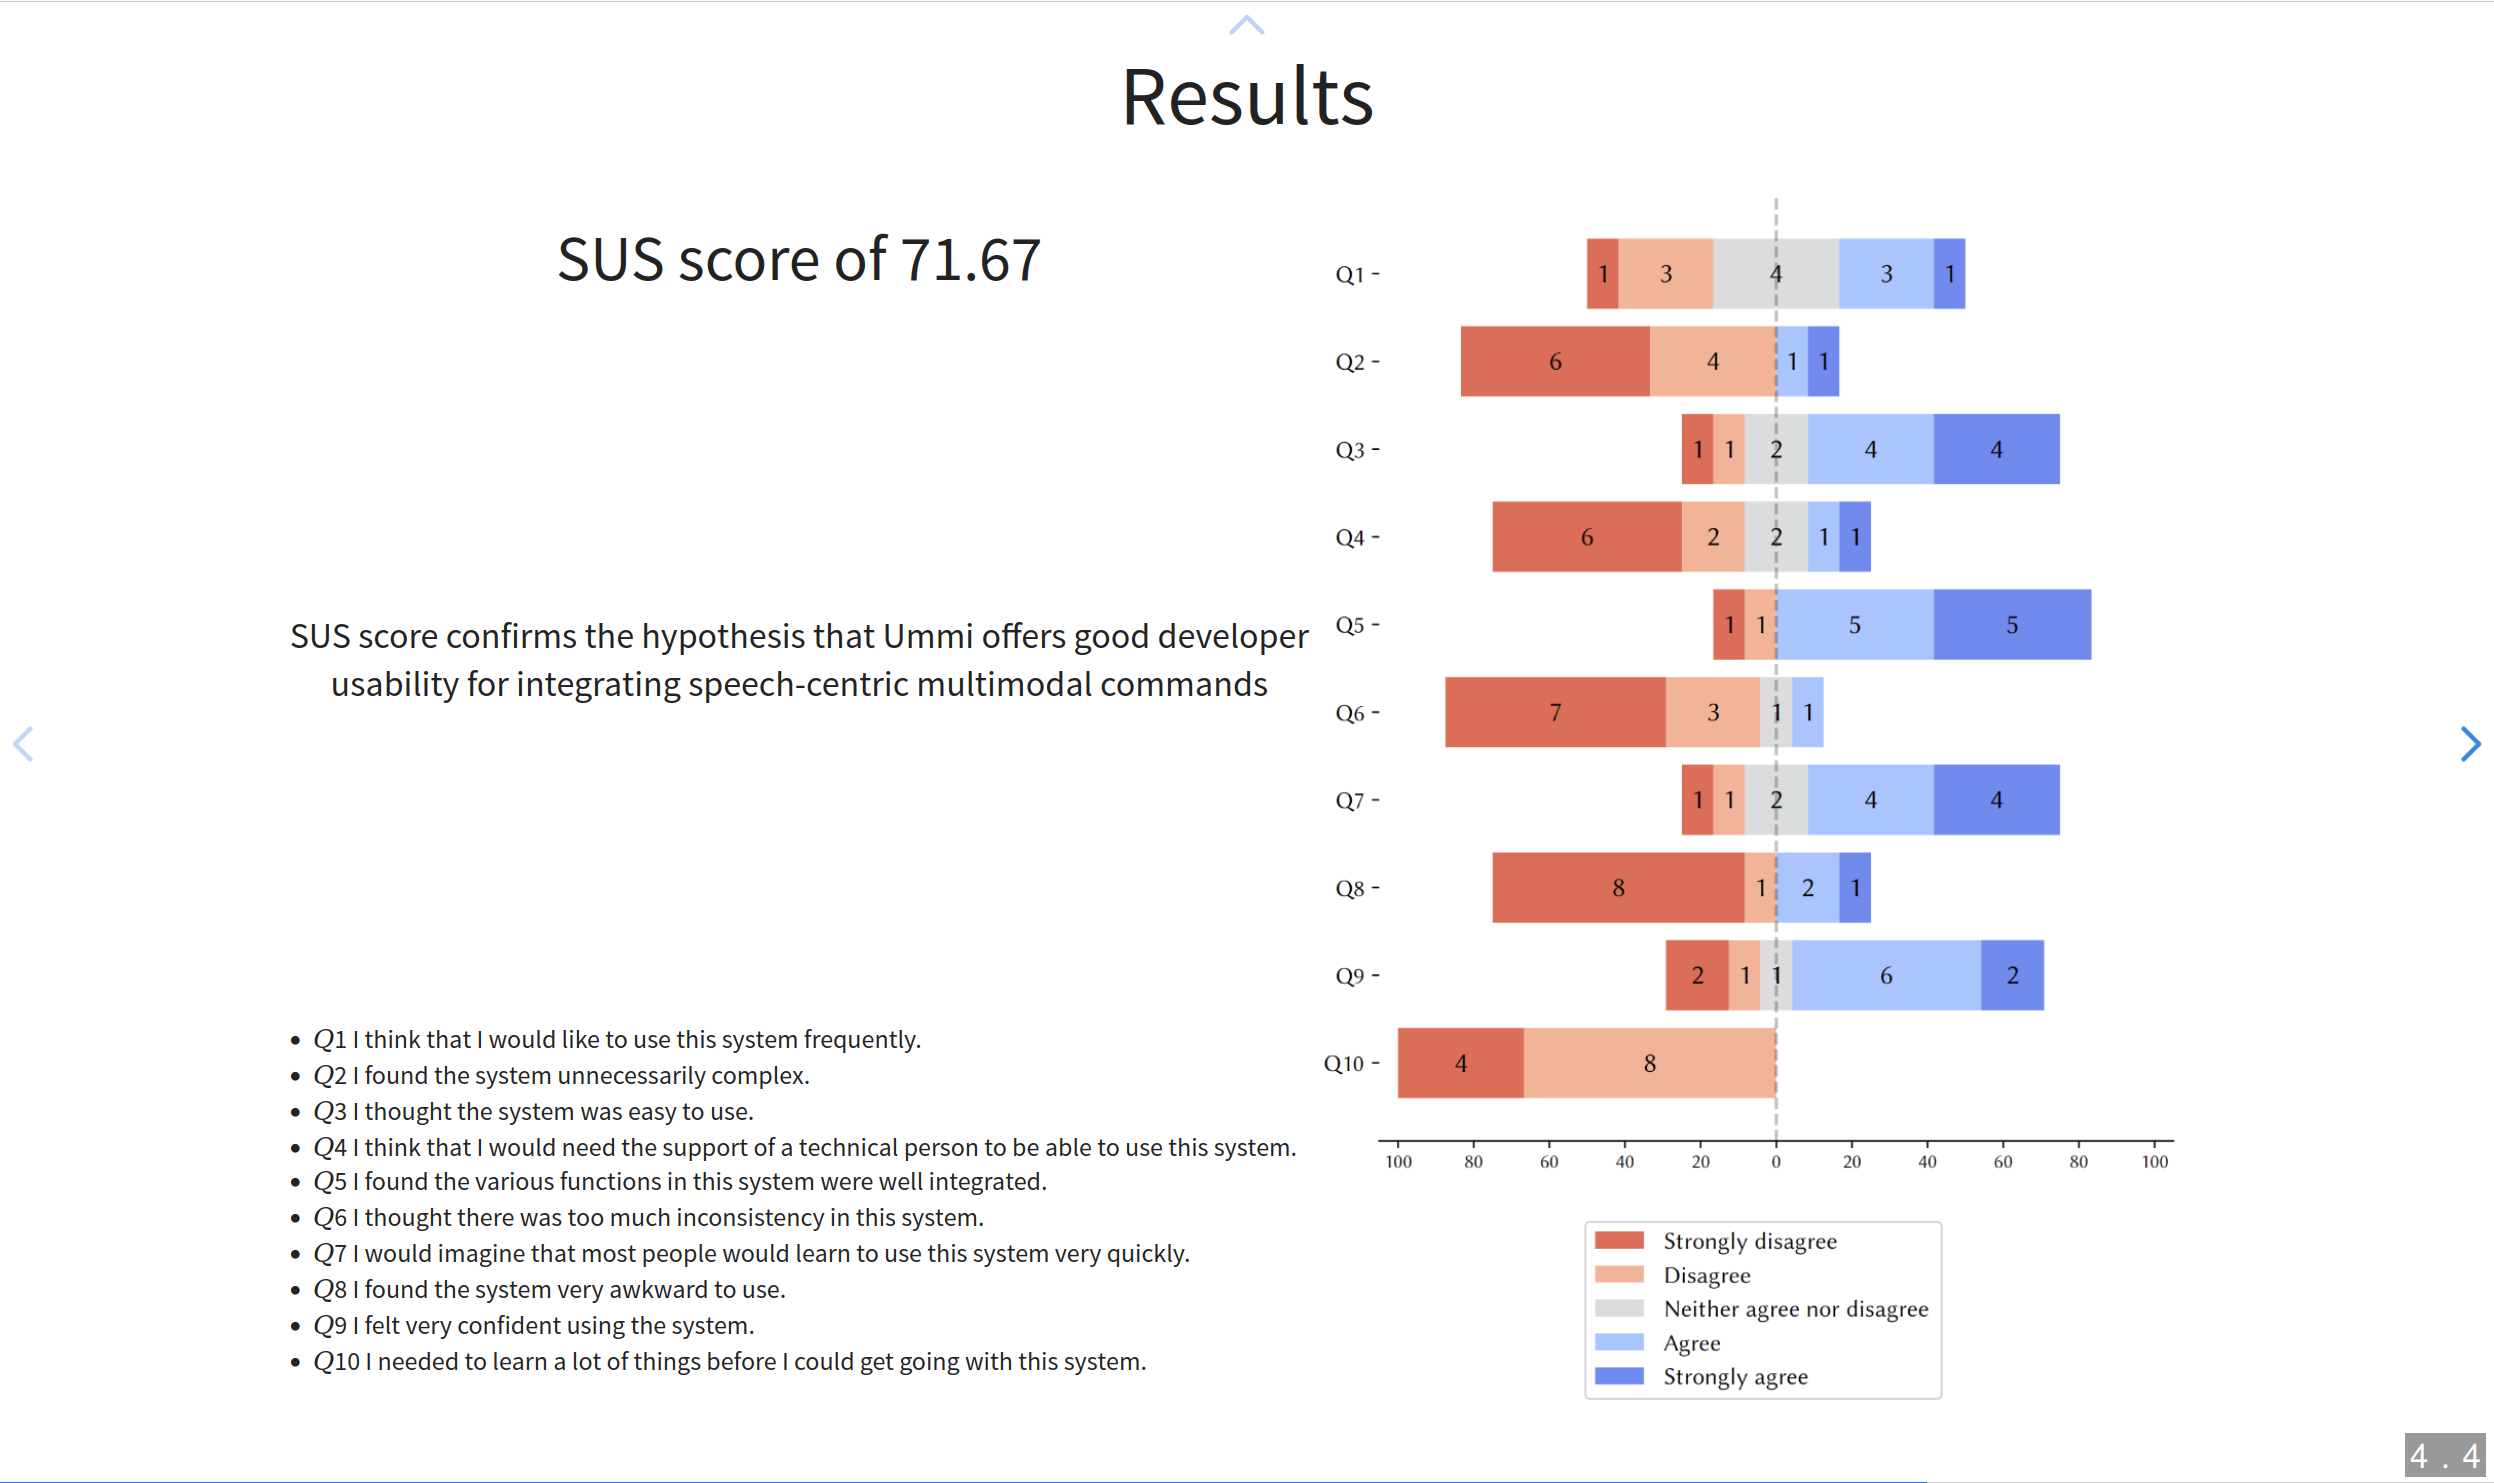 Results
SUS score of 71.67
SUS score confirms the hypothesis that Ummi offers good developer
usability for integrating speech-centric multimodal commands
• Q1 I think that I would like to use this system frequently.
• Q2 I found the system unnecessarily complex.
• Q3 I thought the system was easy to use.
• Q4 I think that I would need the support of a technical person to be able to use this system.
• Q5 I found the various functions in this system were well integrated.
• Q6 I thought there was too much inconsistency in this system.
• Q7 I would imagine that most people would learn to use this system very quickly.
• Q8 I found the system very awkward to use.
• Q9 I felt very confident using the system.
• Q10 I needed to learn a lot of things before I could get going with this system.
Q1 1 3 4 3 1
Q2 6 4 1 1
Q3 1 1 2 4 4
Q4 6 2 2 1 1
Q5 1 1 5 5
Q6 7 3 1 1
Q7 1 1 2 4 4
Q8 8 1 2 1
Q9 2 1 1 6 2
Q10 4 8
100 80 60 40 20 0 20 40 60 80 100
Strongly disagree
Disagree
Neither agree nor disagree
Agree
Strongly agree
4 . 4